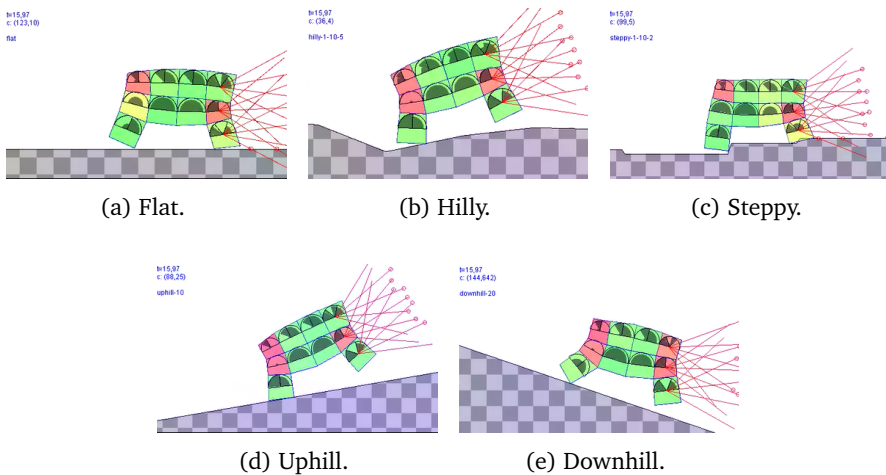 t=15,97
c: (123,10)
flat
t=15,97
c: (36,4)
hilly-1-10-5
t=15,97
c: (99,5)
steppy-1-10-2
(a) Flat.
(b) Hilly.
(c) Steppy.
t=15,97
c: (88,25)
uphill-10
t=15,97
c: (144,642)
downhill-20
(d) Uphill.
(e) Downhill.